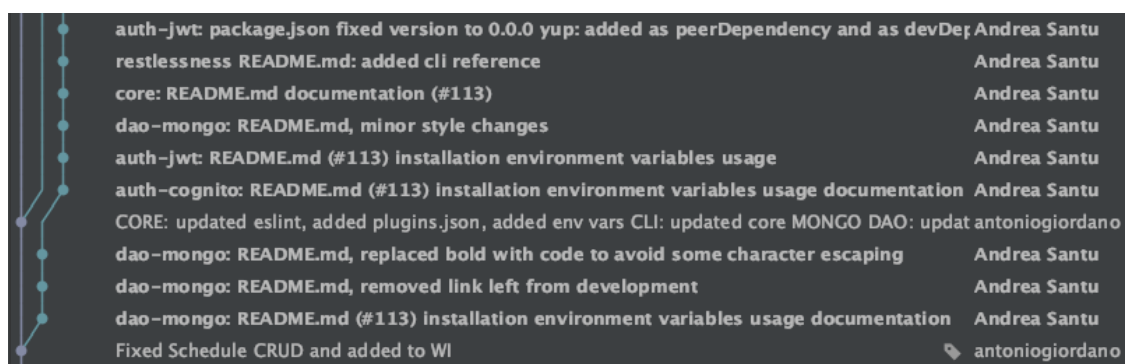 auth-jwt: package.json fixed version to 0.0.0 yup: added as peerDependency and as devDep Andrea Santu
restlessness README.md: added cli reference Andrea Santu
core: README.md documentation (#113) Andrea Santu
dao-mongo: README.md, minor style changes Andrea Santu
auth-jwt: README.md (#113) installation environment variables usage Andrea Santu
auth-cognito: README.md (#113) installation environment variables usage documentation Andrea Santu
CORE: updated eslint, added plugins.json, added env vars CLI: updated core MONGO DAO: updat antoniogiordano
dao-mongo: README.md, replaced bold with code to avoid some character escaping Andrea Santu
dao-mongo: README.md, removed link left from development Andrea Santu
dao-mongo: README.md (#113) installation environment variables usage documentation Andrea Santu
Fixed Schedule CRUD and added to WI antoniogiordano